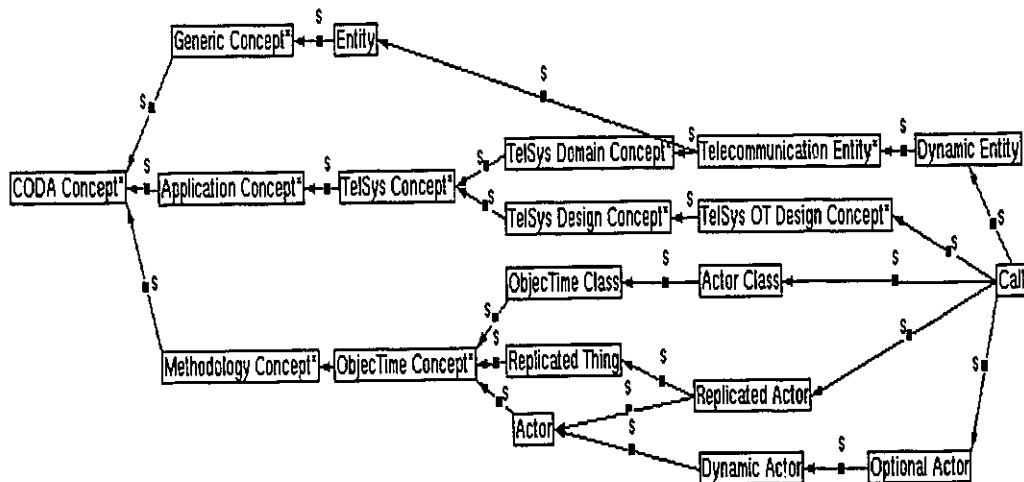 Generic Concept*
S
Entity
S
S
S
TelSys Domain Concept*
S
Telecommunication Entity*
S
Dynamic Entity
S
CODA Concept*
S
Application Concept*
S
TelSys Concept*
S
TelSys Design Concept*
S
TelSys OT Design Concept*
S
S
ObjecTime Class
S
Actor Class
S
Call
S
S
Methodology Concept*
ObjecTime Concept*
S
Replicated Thing
S
Replicated Actor
S
S
S
Actor
S
S
Dynamic Actor
S
Optional Actor